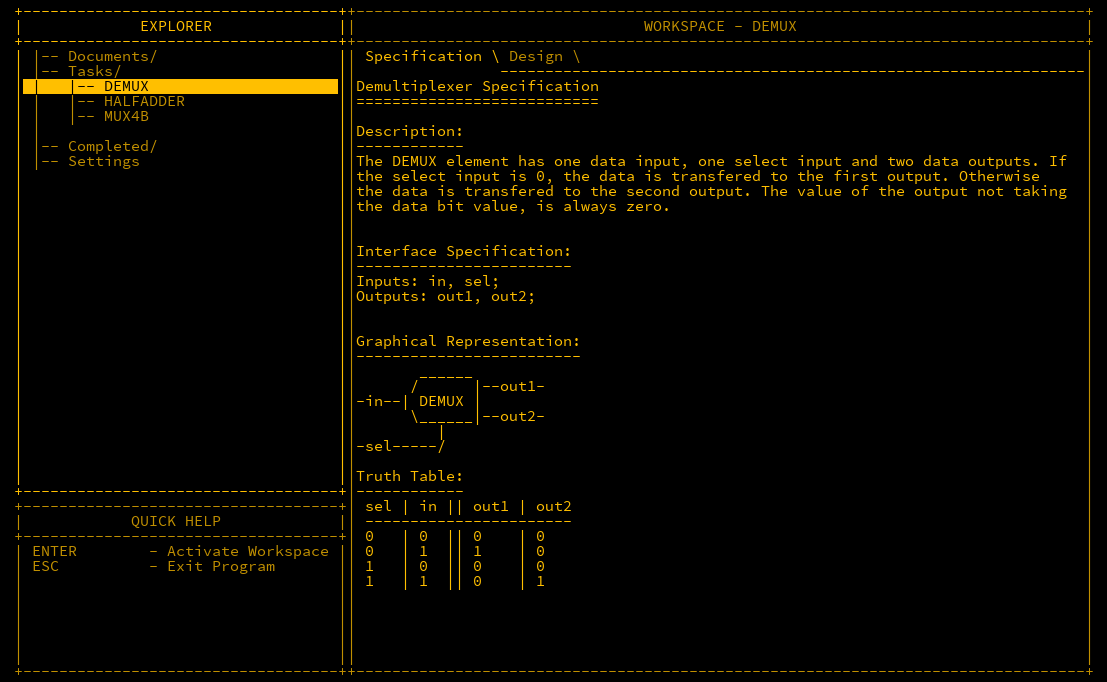 EXPLORER
|-- Documents/
|-- Tasks/
|   |-- DEMUX
|   |-- HALFADDER
|   |-- MUX4B
|-- Completed/
|-- Settings
QUICK HELP
ENTER        - Activate Workspace
ESC          - Exit Program
WORKSPACE - DEMUX
Specification \ Design \
Demultiplexer Specification
===========================
Description:
------------
The DEMUX element has one data input, one select input and two data outputs. If
the select input is 0, the data is transfered to the first output. Otherwise
the data is transfered to the second output. The value of the output not taking
the data bit value, is always zero.
Interface Specification:
------------------------
Inputs: in, sel;
Outputs: out1, out2;
Graphical Representation:
-------------------------
       ______
      /      |--out1-
-in--| DEMUX |
      \______|--out2-
         |
-sel-----/
Truth Table:
------------
 sel | in || out1 | out2
 -----------------------
 0   | 0  || 0    | 0
 0   | 1  || 1    | 0
 1   | 0  || 0    | 0
 1   | 1  || 0    | 1